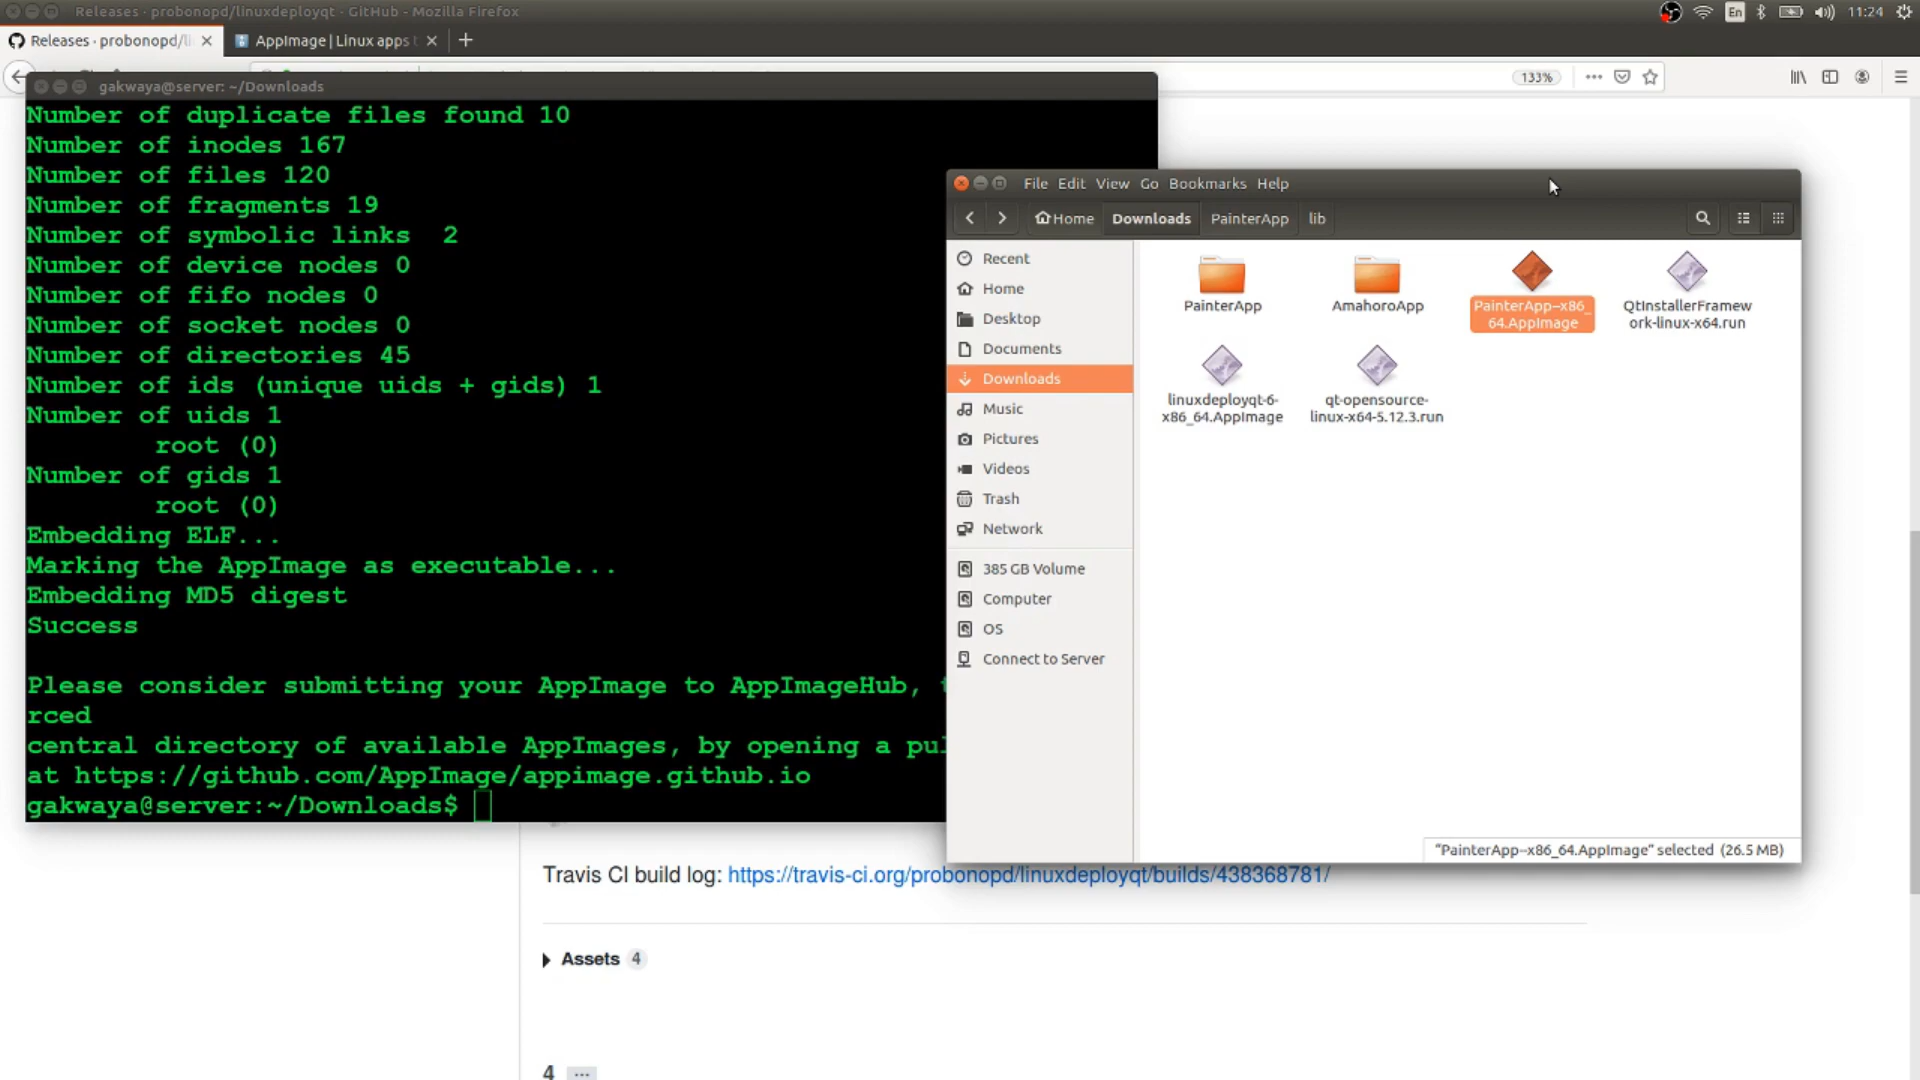 Releases · probonopd/linuxdeployqt · GitHub - Mozilla Firefox
En
11:24
Releases · probonopd/li
AppImage | Linux apps t
133%
gakwaya@server: ~/Downloads
Number of duplicate files found 10
Number of inodes 167
Number of files 120
Number of fragments 19
Number of symbolic links  2
Number of device nodes 0
Number of fifo nodes 0
Number of socket nodes 0
Number of directories 45
Number of ids (unique uids + gids) 1
Number of uids 1
root (0)
Number of gids 1
root (0)
Embedding ELF...
Marking the AppImage as executable...
Embedding MD5 digest
Success
Please consider submitting your AppImage to AppImageHub,
rced
central directory of available AppImages, by opening a pul
at https://github.com/AppImage/appimage.github.io
gakwaya@server:~/Downloads$
File Edit View Go Bookmarks Help
Home Downloads PainterApp lib
Recent
Home
Desktop
Documents
Downloads
Music
Pictures
Videos
Trash
Network
385 GB Volume
Computer
OS
Connect to Server
PainterApp
AmahoroApp
PainterApp--x86_
64.AppImage
QtInstallerFramew
ork-linux-x64.run
linuxdeployqt-6-
x86_64.AppImage
qt-opensource-
linux-x64-5.12.3.run
"PainterApp--x86_64.AppImage" selected (26.5 MB)
Travis CI build log: https://travis-ci.org/probonopd/linuxdeployqt/builds/438368781/
Assets 4
4 ...